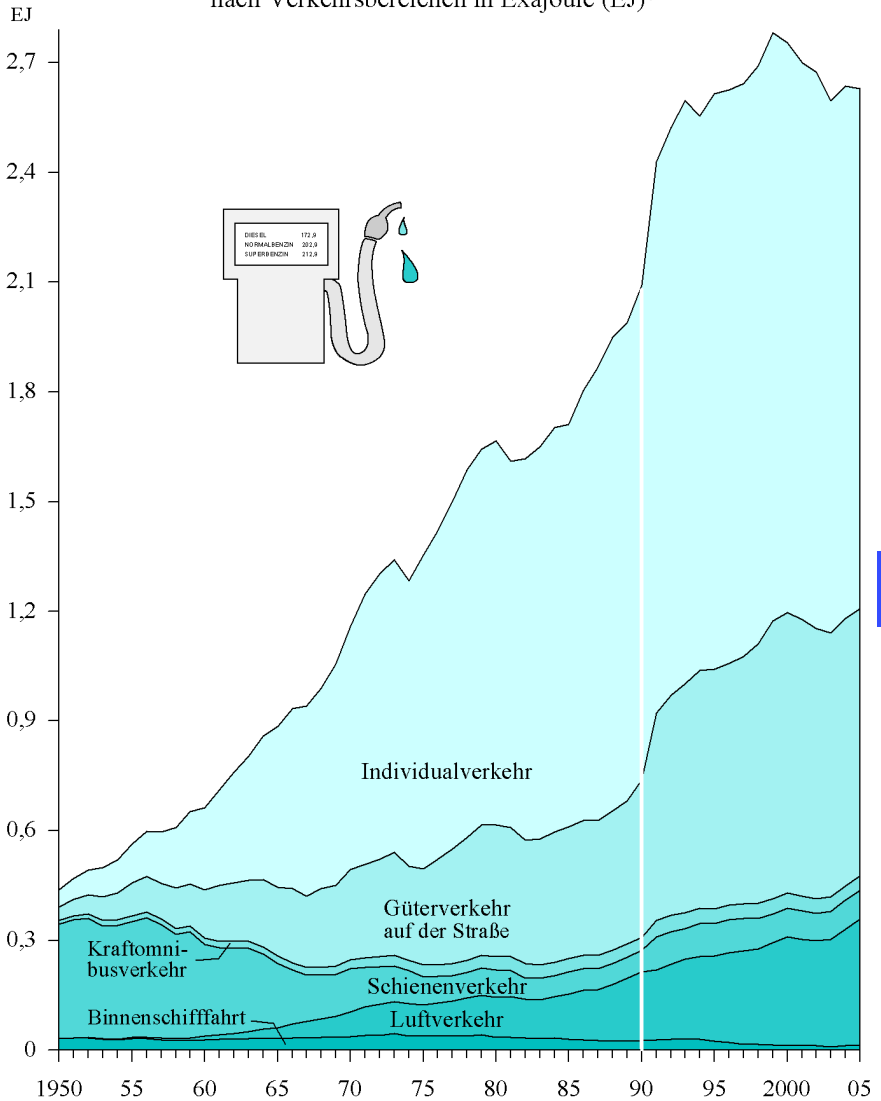 nach Verkehrsbereichen in Exajoule (EJ)
EJ
2,7
2,4
2,1
1,8
1,5
1,2
0,9
0,6
0,3
0
DIESEL 172,9
NORMALBENZIN 202,9
SUPERBENZIN 212,9
Individualverkehr
Güterverkehr
auf der Straße
Kraftomni-
busverkehr
Schienenverkehr
Binnenschifffahrt
Luftverkehr
1950 55 60 65 70 75 80 85 90 95 2000 05